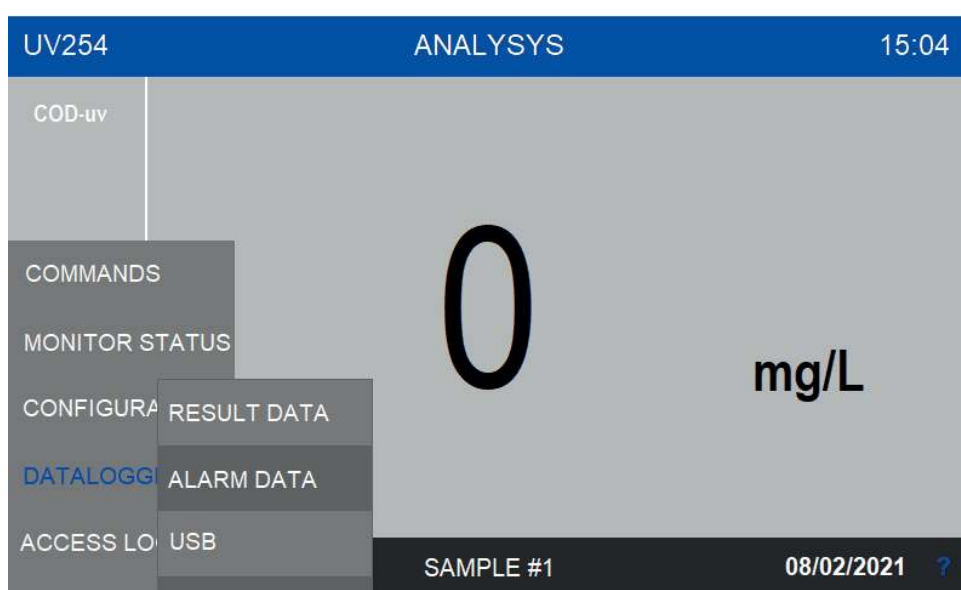 UV254 ANALYSYS 15:04
COD-uv
0
mg/L
COMMANDS
MONITOR STATUS
CONFIGURA
DATALOGG
ACCESS LO
RESULT DATA
ALARM DATA
USB
SAMPLE #1 08/02/2021 ?